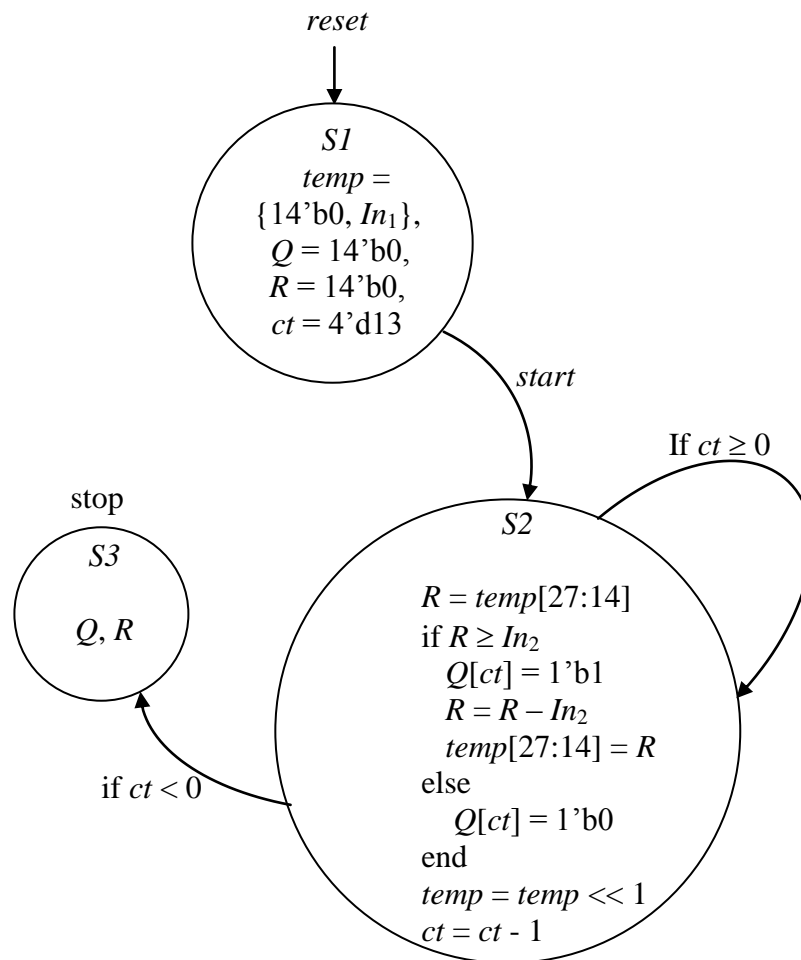 reset
S1
temp =
{14’b0, In₁},
Q = 14’b0,
R = 14’b0,
ct = 4’d13
start
If ct ≥ 0
S2
R = temp[27:14]
if R ≥ In₂
Q[ct] = 1’b1
R = R – In₂
temp[27:14] = R
else
Q[ct] = 1’b0
end
temp = temp << 1
ct = ct - 1
stop
S3
Q, R
if ct < 0